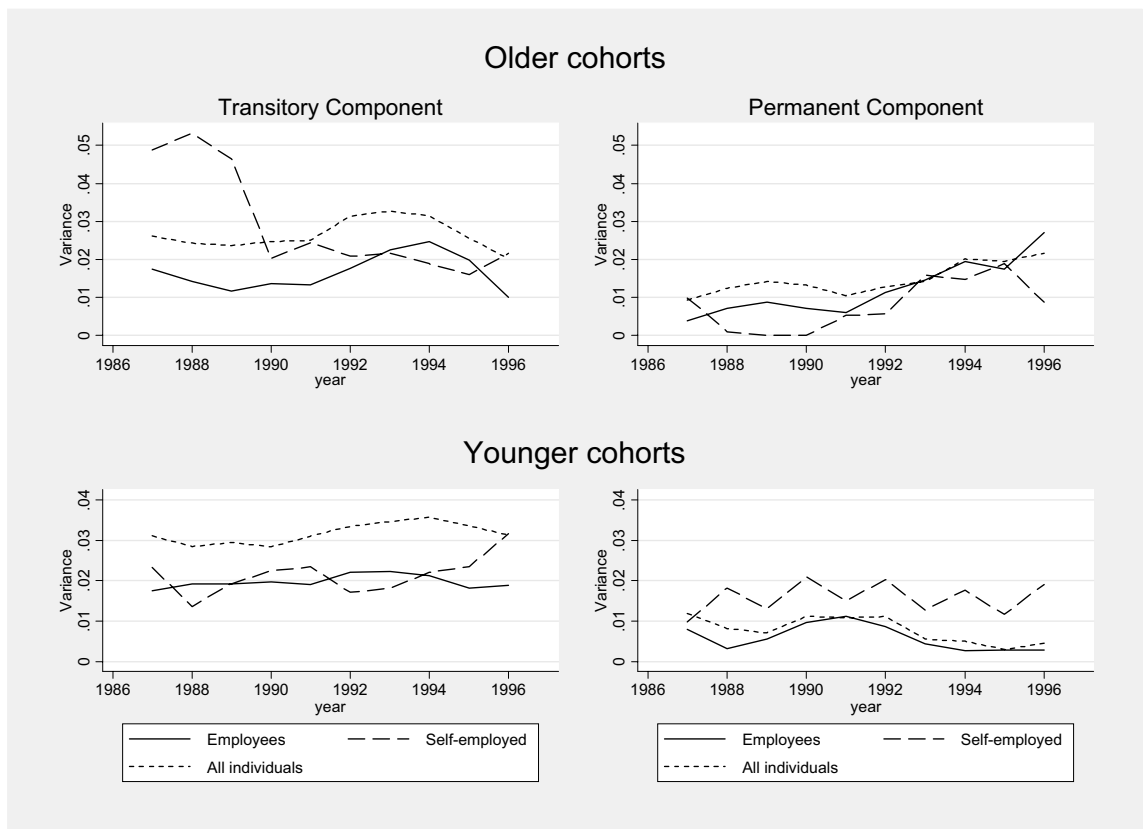 Older cohorts
Transitory Component
Variance
0 .01 .02 .03 .04 .05
1986 1988 1990 1992 1994 1996
year
Permanent Component
Variance
0 .01 .02 .03 .04 .05
1986 1988 1990 1992 1994 1996
year
Younger cohorts
Variance
0 .01 .02 .03 .04
1986 1988 1990 1992 1994 1996
year
Employees Self-employed
All individuals
Variance
0 .01 .02 .03 .04
1986 1988 1990 1992 1994 1996
year
Employees Self-employed
All individuals